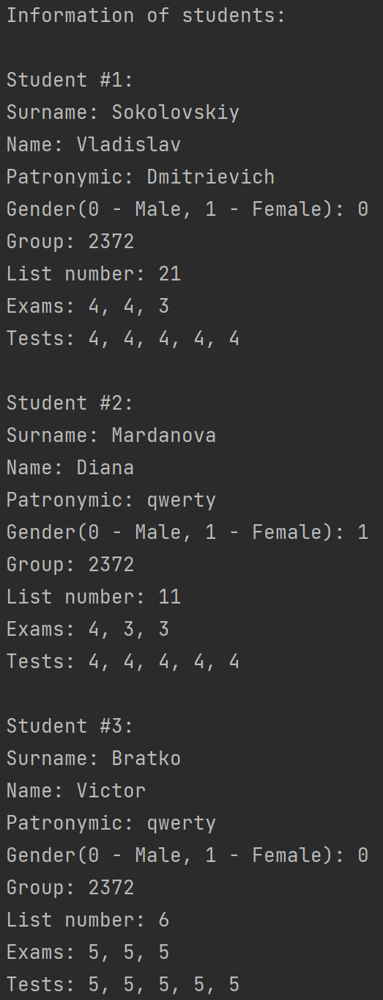 Information of students:

Student #1:
Surname: Sokolovskiy
Name: Vladislav
Patronymic: Dmitrievich
Gender(0 - Male, 1 - Female): 0
Group: 2372
List number: 21
Exams: 4, 4, 3
Tests: 4, 4, 4, 4, 4

Student #2:
Surname: Mardanova
Name: Diana
Patronymic: qwerty
Gender(0 - Male, 1 - Female): 1
Group: 2372
List number: 11
Exams: 4, 3, 3
Tests: 4, 4, 4, 4, 4

Student #3:
Surname: Bratko
Name: Victor
Patronymic: qwerty
Gender(0 - Male, 1 - Female): 0
Group: 2372
List number: 6
Exams: 5, 5, 5
Tests: 5, 5, 5, 5, 5